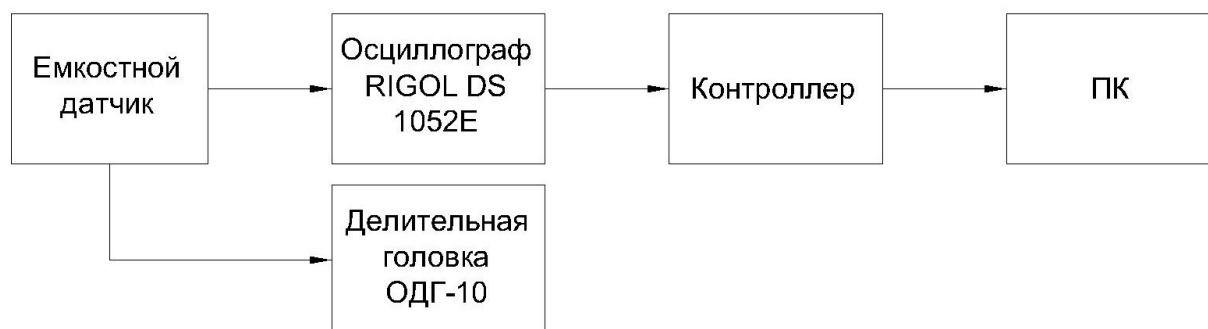 Емкостной
датчик
Осциллограф
RIGOL DS
1052E
Контроллер
ПК
Делительная
головка
ОДГ-10